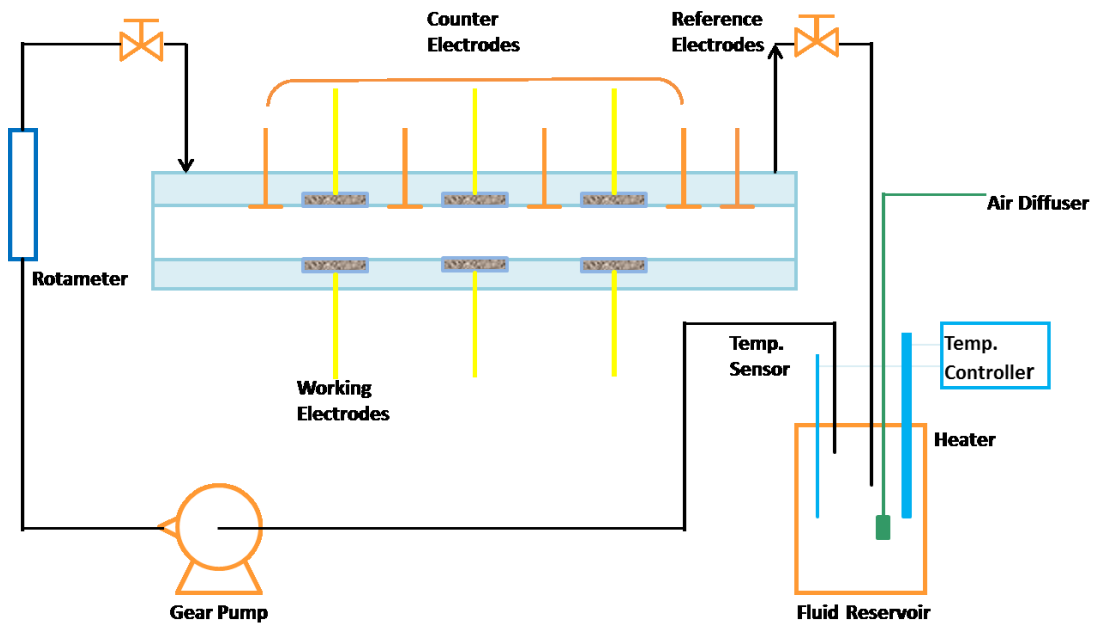 Counter
Electrodes
Reference
Electrodes
Air Diffuser
Rotameter
Temp.
Sensor
Temp.
Controller
Working
Electrodes
Heater
Gear Pump
Fluid Reservoir